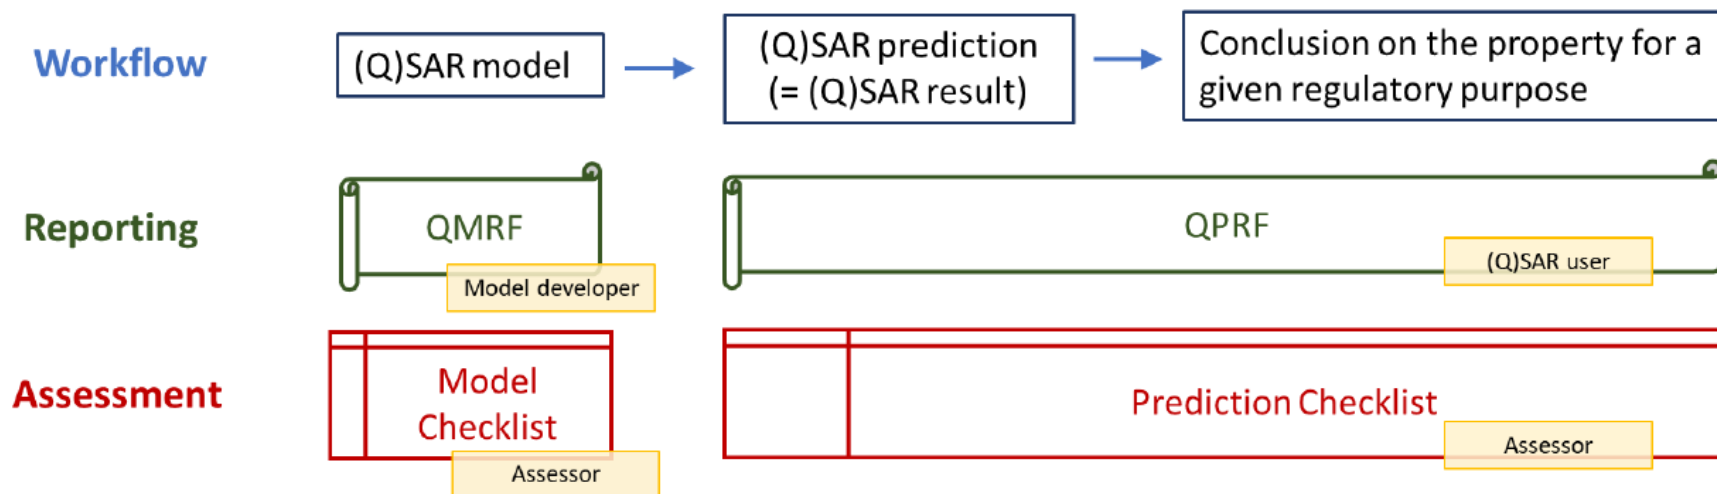 Workflow
(Q)SAR model
(Q)SAR prediction
(= (Q)SAR result)
Conclusion on the property for a
given regulatory purpose
Reporting
QMRF
Model developer
QPRF
(Q)SAR user
Assessment
Model
Checklist
Assessor
Prediction Checklist
Assessor